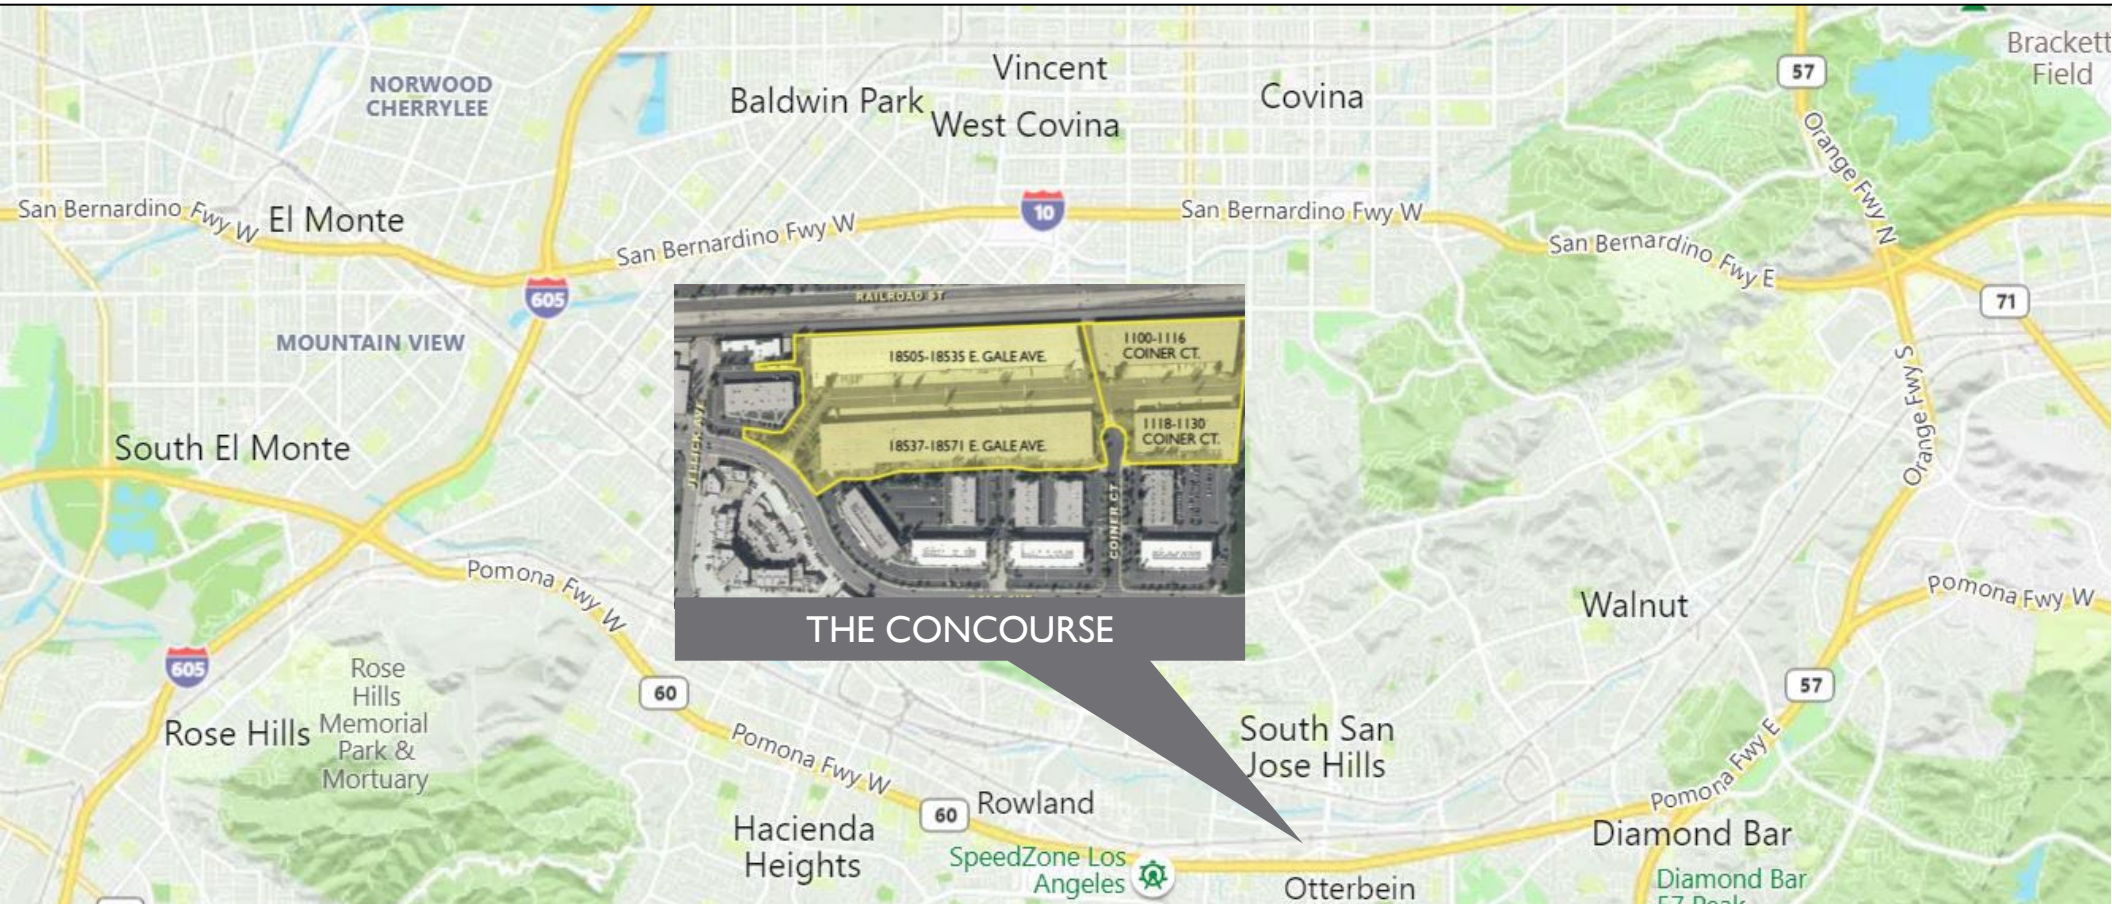 Brackett
Field
57
Vincent
NORWOOD
CHERRYLEE
Baldwin Park
Covina
West Covina
Orange Fwy N
San Bernardino Fwy W
El Monte
10
San Bernardino Fwy W
San Bernardino Fwy W
San Bernardino Fwy E
605
71
RAILROAD ST
MOUNTAIN VIEW
18505-18535 E. GALE AVE.
1100-1116
COINER CT.
Orange Fwy S
JELLICK AVE
18537-18571 E. GALE AVE.
1118-1130
COINER CT.
South El Monte
COINER CT
Pomona Fwy W
Pomona Fwy W
Walnut
THE CONCOURSE
605
Rose
Hills
Memorial
Park &
Mortuary
Rose Hills
60
57
Pomona Fwy W
South San
Jose Hills
Pomona Fwy E
60
Rowland
Hacienda
Heights
Diamond Bar
SpeedZone Los
Angeles
Otterbein
Diamond Bar